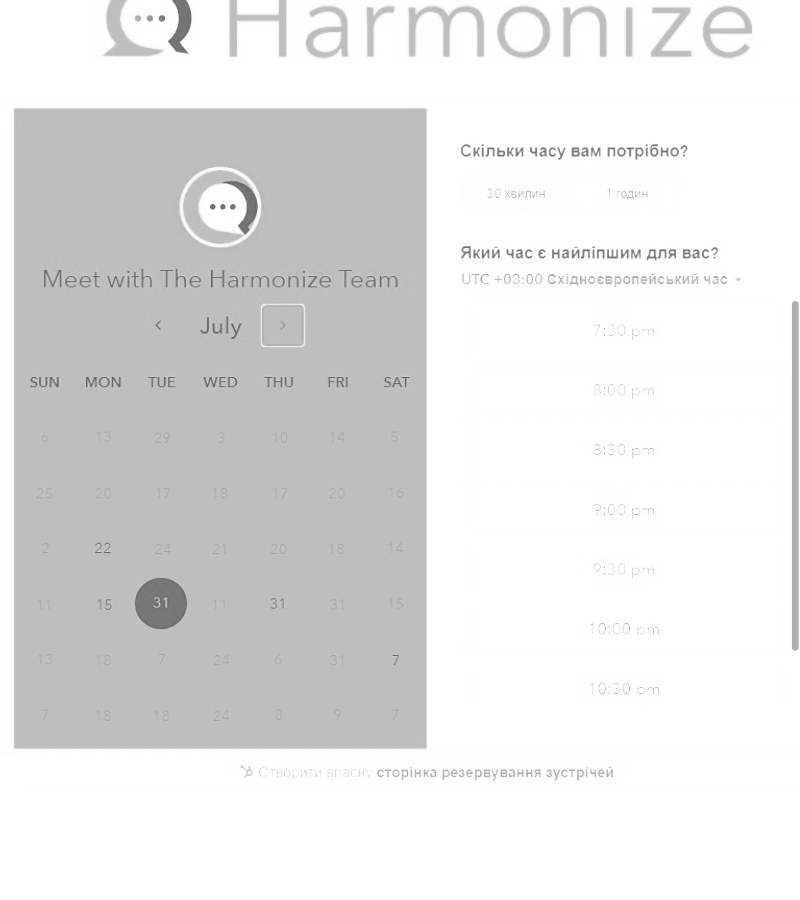 Harmonize
Meet with The Harmonize Team
July
SUN MON TUE WED THU FRI SAT
6 13 29 3 10 14 5
25 20 17 18 17 20 16
2 22 24 21 20 18 14
11 15 31 11 31 31 15
13 18 7 24 6 31 7
7 18 18 24 8 9 7
Скільки часу вам потрібно?
30 хвилин 1 годин
Який час є найліпшим для вас?
UTC +03:00 Східноєвропейський час
7:30 pm
8:00 pm
8:30 pm
9:00 pm
9:30 pm
10:00 pm
10:30 pm
Створити власну сторінка резервування зустрічей